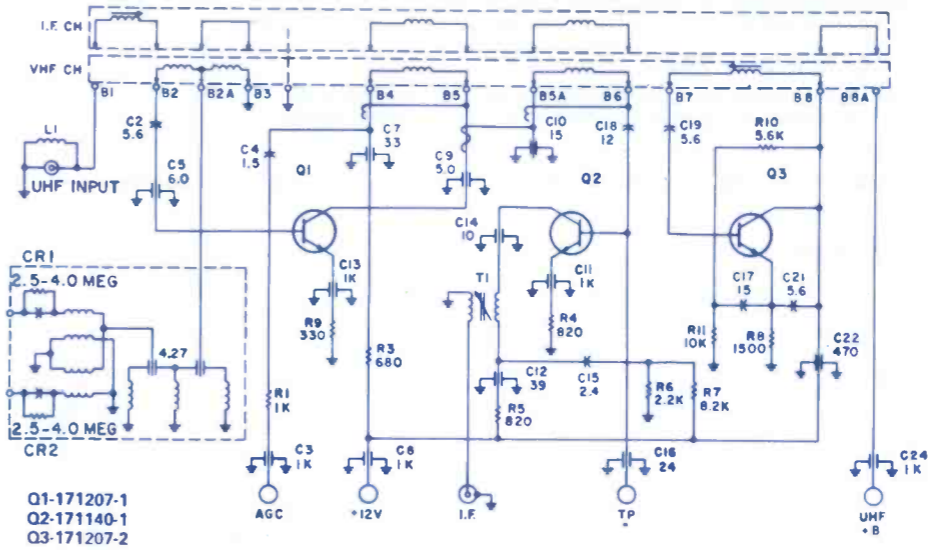 I.F. CH
VHF CH
B1
B2
B2A
B3
B4
B5
B5A
B6
B7
B8
B8A
L1
UHF INPUT
C2
5.6
C5
6.0
C4
1.5
Q1
C7
33
C9
5.0
C10
15
C18
12
Q2
C19
5.6
R10
5.6K
Q3
C14
10
C13
1K
C11
1K
T1
R9
330
R4
820
C17
15
C21
5.6
R11
10K
R8
1500
C22
470
CR1
2.5-4.0 MEG
4.27
2.5-4.0 MEG
CR2
R3
680
R1
1K
C12
39
C15
2.4
R5
820
R6
2.2K
R7
8.2K
C3
1K
C8
1K
C16
24
C24
1K
AGC
+12V
I.F.
TP
UHF
+B
Q1-171207-1
Q2-171140-1
Q3-171207-2